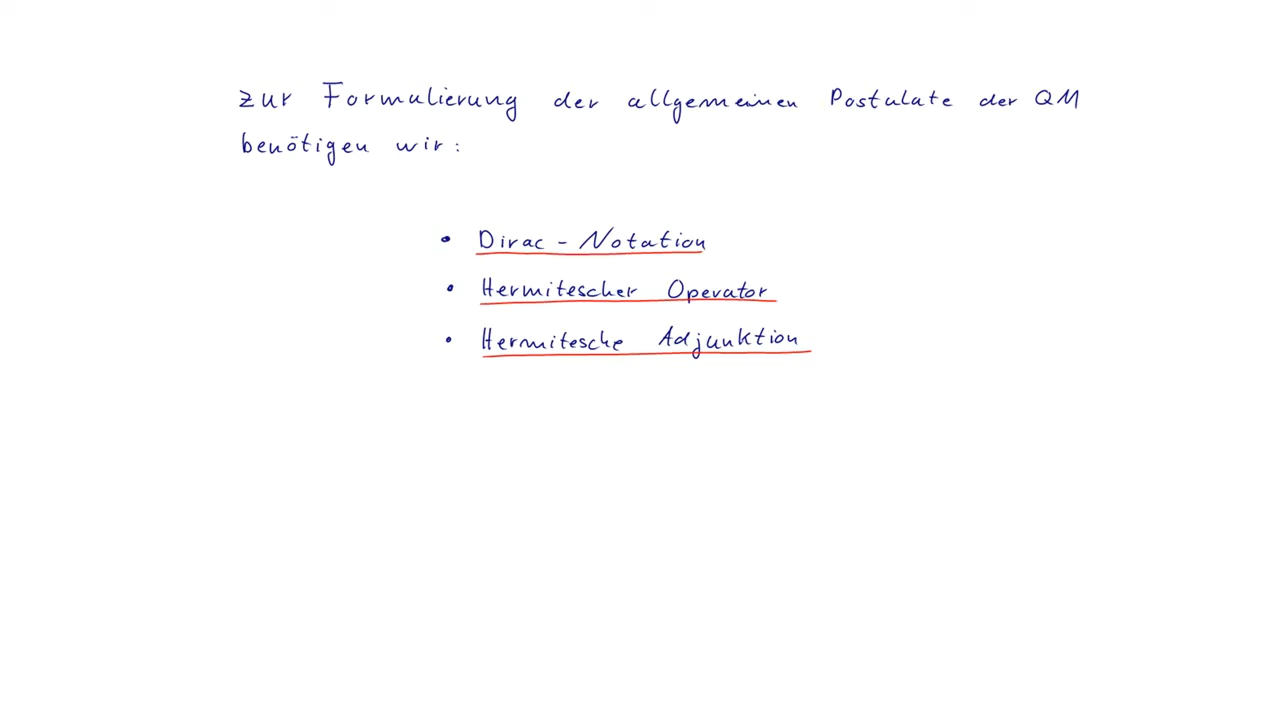 zur Formulierung der allgemeinen Postulate der QM
benötigen wir:
• Dirac - Notation
• Hermitescher Operator
• Hermitesche Adjunktion